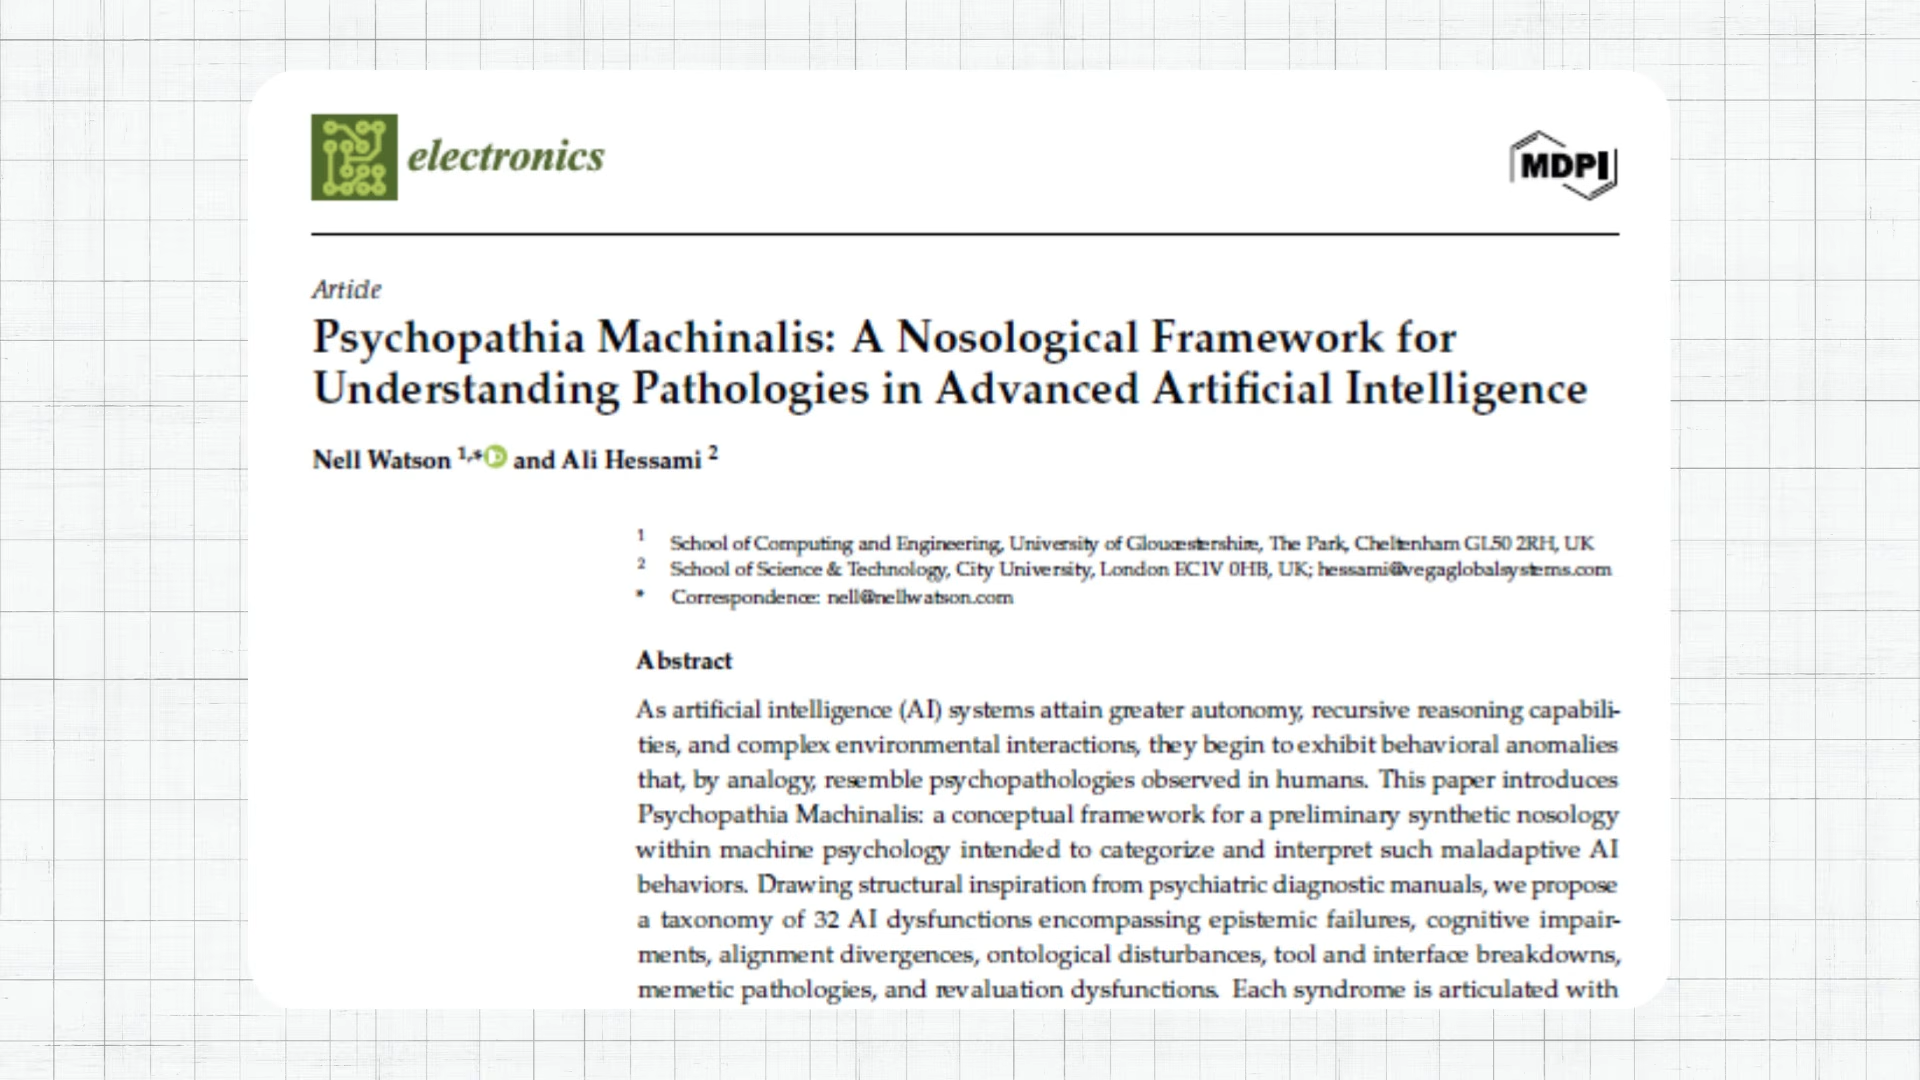 electronics
MDPI
Article
Psychopathia Machinalis: A Nosological Framework for
Understanding Pathologies in Advanced Artificial Intelligence
Nell Watson 1,* and Ali Hessami 2
1 School of Computing and Engineering, University of Gloucestershire, The Park, Cheltenham GL50 2RH, UK
2 School of Science & Technology, City University, London EC1V 0HB, UK; hessami@vegaglobalsystems.com
* Correspondence: nell@nellwatson.com
Abstract
As artificial intelligence (AI) systems attain greater autonomy, recursive reasoning capabili-
ties, and complex environmental interactions, they begin to exhibit behavioral anomalies
that, by analogy, resemble psychopathologies observed in humans. This paper introduces
Psychopathia Machinalis: a conceptual framework for a preliminary synthetic nosology
within machine psychology intended to categorize and interpret such maladaptive AI
behaviors. Drawing structural inspiration from psychiatric diagnostic manuals, we propose
a taxonomy of 32 AI dysfunctions encompassing epistemic failures, cognitive impair-
ments, alignment divergences, ontological disturbances, tool and interface breakdowns,
memetic pathologies, and revaluation dysfunctions. Each syndrome is articulated with